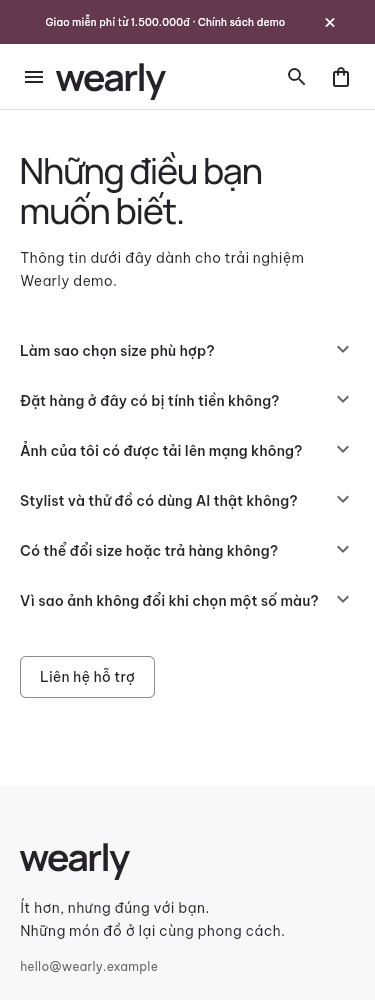 Giao miễn phí từ 1.500.000đ · Chính sách demo
wearly
Những điều bạn
muốn biết.
Thông tin dưới đây dành cho trải nghiệm
Wearly demo.
Làm sao chọn size phù hợp?
Đặt hàng ở đây có bị tính tiền không?
Ảnh của tôi có được tải lên mạng không?
Stylist và thử đồ có dùng AI thật không?
Có thể đổi size hoặc trả hàng không?
Vì sao ảnh không đổi khi chọn một số màu?
Liên hệ hỗ trợ
wearly
Ít hơn, nhưng đúng với bạn.
Những món đồ ở lại cùng phong cách.
hello@wearly.example